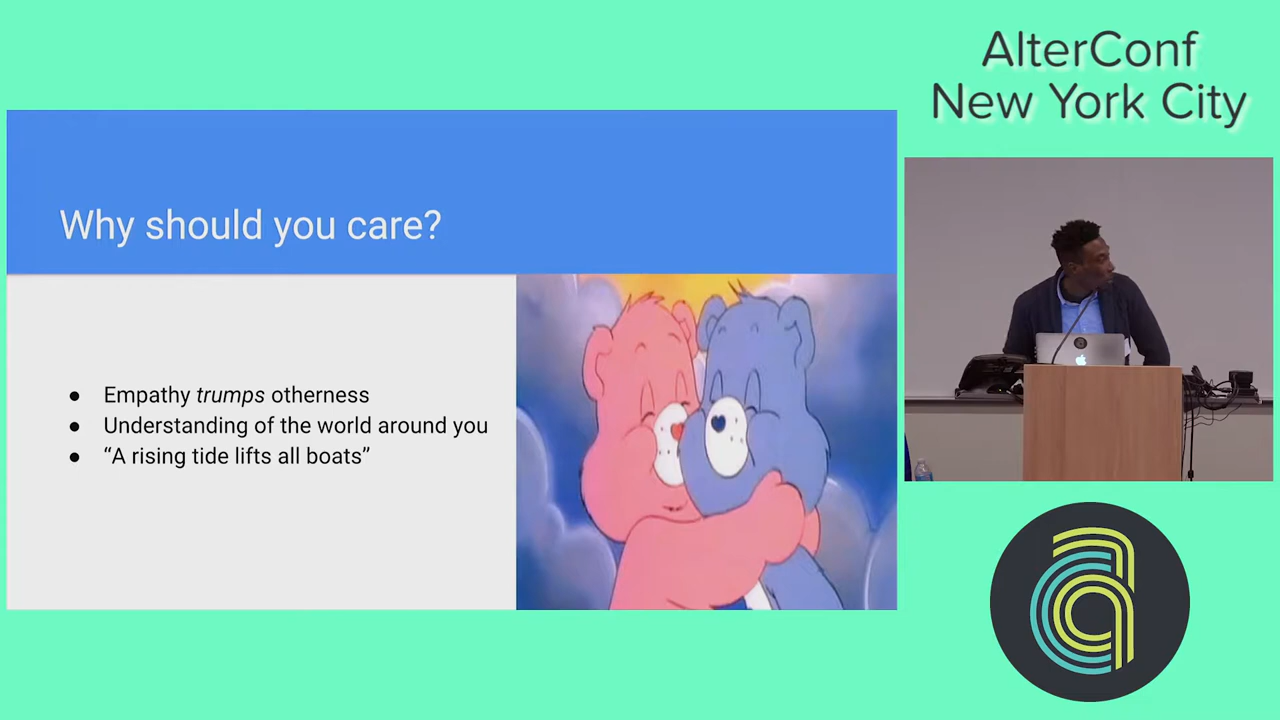 AlterConf
New York City
Why should you care?
● Empathy trumps otherness
● Understanding of the world around you
● “A rising tide lifts all boats”